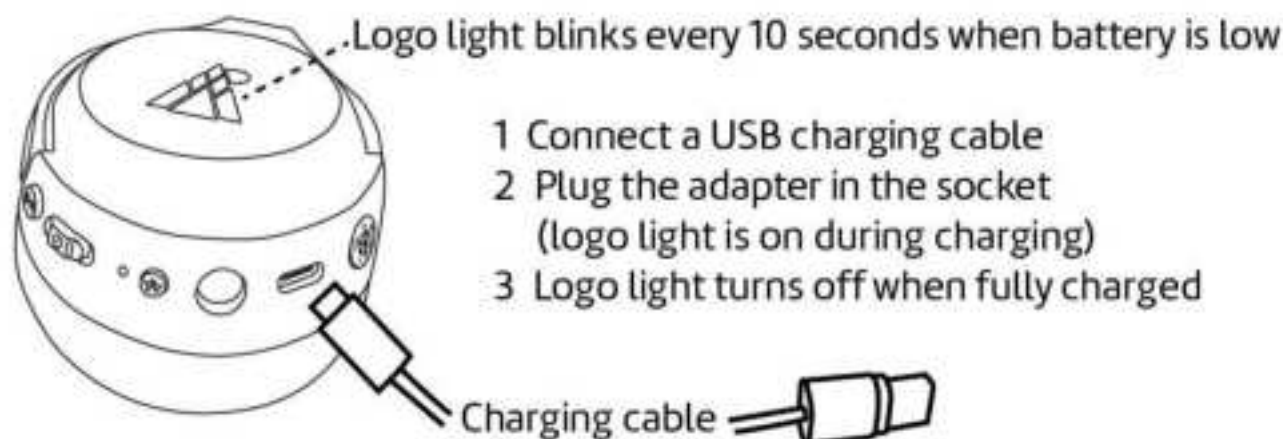 Logo light blinks every 10 seconds when battery is low
1 Connect a USB charging cable
2 Plug the adapter in the socket
(logo light is on during charging)
3 Logo light turns off when fully charged
Charging cable